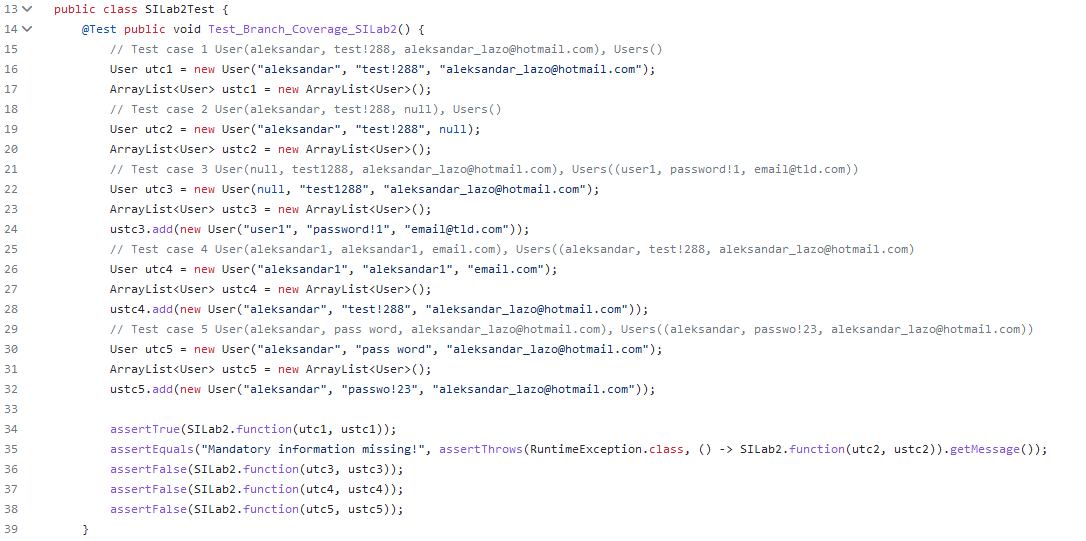 13 public class SILab2Test {
14 @Test public void Test_Branch_Coverage_SILab2() {
15 // Test case 1 User(aleksandar, test!288, aleksandar_lazo@hotmail.com), Users()
16 User utc1 = new User("aleksandar", "test!288", "aleksandar_lazo@hotmail.com");
17 ArrayList<User> ustc1 = new ArrayList<User>();
18 // Test case 2 User(aleksandar, test!288, null), Users()
19 User utc2 = new User("aleksandar", "test!288", null);
20 ArrayList<User> ustc2 = new ArrayList<User>();
21 // Test case 3 User(null, test1288, aleksandar_lazo@hotmail.com), Users((user1, password!1, email@tld.com))
22 User utc3 = new User(null, "test1288", "aleksandar_lazo@hotmail.com");
23 ArrayList<User> ustc3 = new ArrayList<User>();
24 ustc3.add(new User("user1", "password!1", "email@tld.com"));
25 // Test case 4 User(aleksandar1, aleksandar1, email.com), Users((aleksandar, test!288, aleksandar_lazo@hotmail.com)
26 User utc4 = new User("aleksandar1", "aleksandar1", "email.com");
27 ArrayList<User> ustc4 = new ArrayList<User>();
28 ustc4.add(new User("aleksandar", "test!288", "aleksandar_lazo@hotmail.com"));
29 // Test case 5 User(aleksandar, pass word, aleksandar_lazo@hotmail.com), Users((aleksandar, passwo!23, aleksandar_lazo@hotmail.com))
30 User utc5 = new User("aleksandar", "pass word", "aleksandar_lazo@hotmail.com");
31 ArrayList<User> ustc5 = new ArrayList<User>();
32 ustc5.add(new User("aleksandar", "passwo!23", "aleksandar_lazo@hotmail.com"));
33
34 assertTrue(SILab2.function(utc1, ustc1));
35 assertEquals("Mandatory information missing!", assertThrows(RuntimeException.class, () -> SILab2.function(utc2, ustc2)).getMessage());
36 assertFalse(SILab2.function(utc3, ustc3));
37 assertFalse(SILab2.function(utc4, ustc4));
38 assertFalse(SILab2.function(utc5, ustc5));
39 }